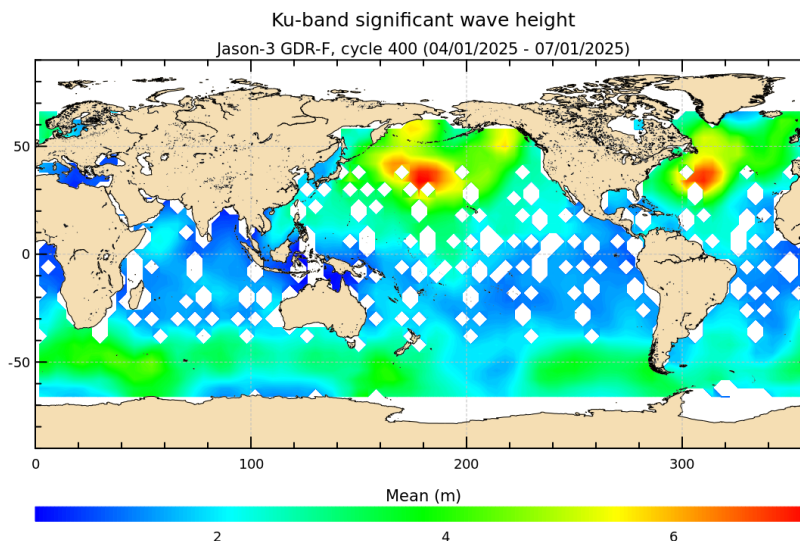 Ku-band significant wave height
Jason-3 GDR-F, cycle 400 (04/01/2025 - 07/01/2025)
50
0
-50
0 100 200 300
Mean (m)
2 4 6